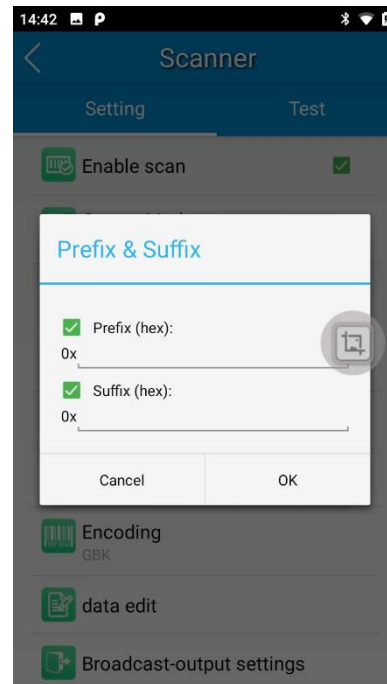 14:42
Scanner
Setting Test
Enable scan
Prefix & Suffix
Prefix (hex):
0x
Suffix (hex):
0x
Cancel OK
Encoding
GBK
data edit
Broadcast-output settings